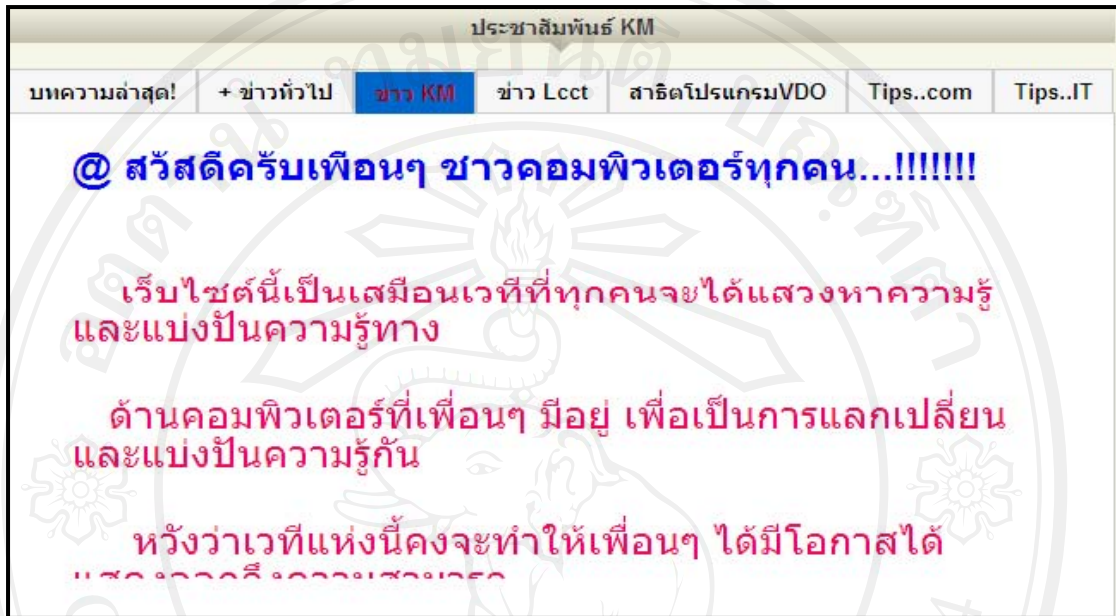 ประชาสัมพันธ์ KM
บทความล่าสุด! + ข่าวทั่วไป ข่าว KM ข่าว Lcct สาธิตโปรแกรมVDO Tips..com Tips..IT
@ สวัสดีครับเพื่อนๆ ชาวคอมพิวเตอร์ทุกคน...!!!!!!!
เว็บไซต์นี้เป็นเสมือนเวทีที่ทุกคนจะได้แสวงหาความรู้
และแบ่งปันความรู้ทาง
ด้านคอมพิวเตอร์ที่เพื่อนๆ มีอยู่ เพื่อเป็นการแลกเปลี่ยน
และแบ่งปันความรู้กัน
หวังว่าเวทีแห่งนี้คงจะทำให้เพื่อนๆ ได้มีโอกาสได้